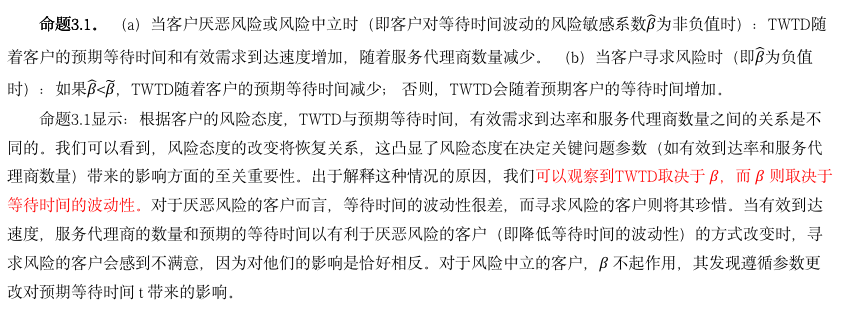 命题3.1. （a）当客户厌恶风险或风险中立时（即客户对等待时间波动的风险敏感系数β̂为非负值时）: TWTD随
着客户的预期等待时间和有效需求到达速度增加，随着服务代理商数量减少。（b）当客户寻求风险时（即β̂为负值
时）: 如果β̂<β̃, TWTD随着客户的预期等待时间减少; 否则, TWTD会随着预期客户的等待时间增加.
命题3.1显示: 根据客户的风险态度, TWTD与预期等待时间, 有效需求到达率和服务代理商数量之间的关系是不
同的。我们可以看到, 风险态度的改变将恢复关系, 这凸显了风险态度在决定关键问题参数（如有效到达率和服务代
理商数量）带来的影响方面的至关重要性。出于解释这种情况的原因, 我们可以观察到TWTD取决于 β, 而 β 则取决于
等待时间的波动性。对于厌恶风险的客户而言, 等待时间的波动性很差, 而寻求风险的客户则将其珍惜。当有效到达
速度, 服务代理商的数量和预期的等待时间以有利于厌恶风险的客户（即降低等待时间的波动性）的方式改变时, 寻
求风险的客户会感到不满意, 因为对他们的影响是恰好相反。对于风险中立的客户, β 不起作用, 其发现遵循参数更
改对预期等待时间 t 带来的影响.